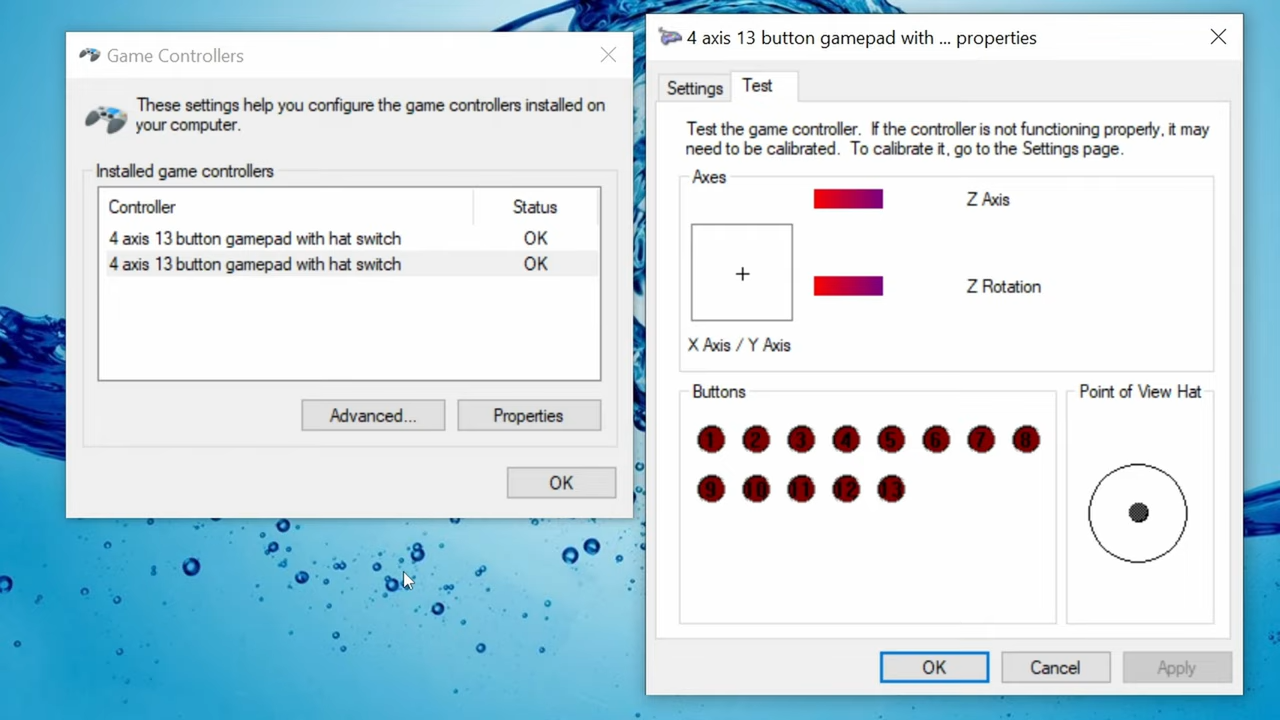 Game Controllers
These settings help you configure the game controllers installed on
your computer.
Installed game controllers
Controller Status
4 axis 13 button gamepad with hat switch OK
4 axis 13 button gamepad with hat switch OK
Advanced... Properties
OK
4 axis 13 button gamepad with ... properties
Settings Test
Test the game controller. If the controller is not functioning properly, it may
need to be calibrated. To calibrate it, go to the Settings page.
Axes
Z Axis
Z Rotation
X Axis / Y Axis
Buttons
1 2 3 4 5 6 7 8
9 10 11 12 13
Point of View Hat
OK Cancel Apply